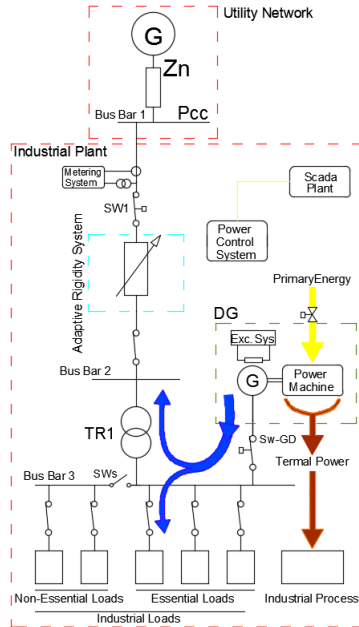 Utility Network
G
Zn
Bus Bar 1
Pcc
Industrial Plant
Metering
System
SW1
Scada
Plant
Power
Control
System
Adaptive Rigidity System
PrimaryEnergy
DG
Exc. Sys
G
Power
Machine
Bus Bar 2
TR1
Sw-GD
Termal Power
Bus Bar 3
SWs
Non-Essential Loads
Essential Loads
Industrial Process
Industrial Loads